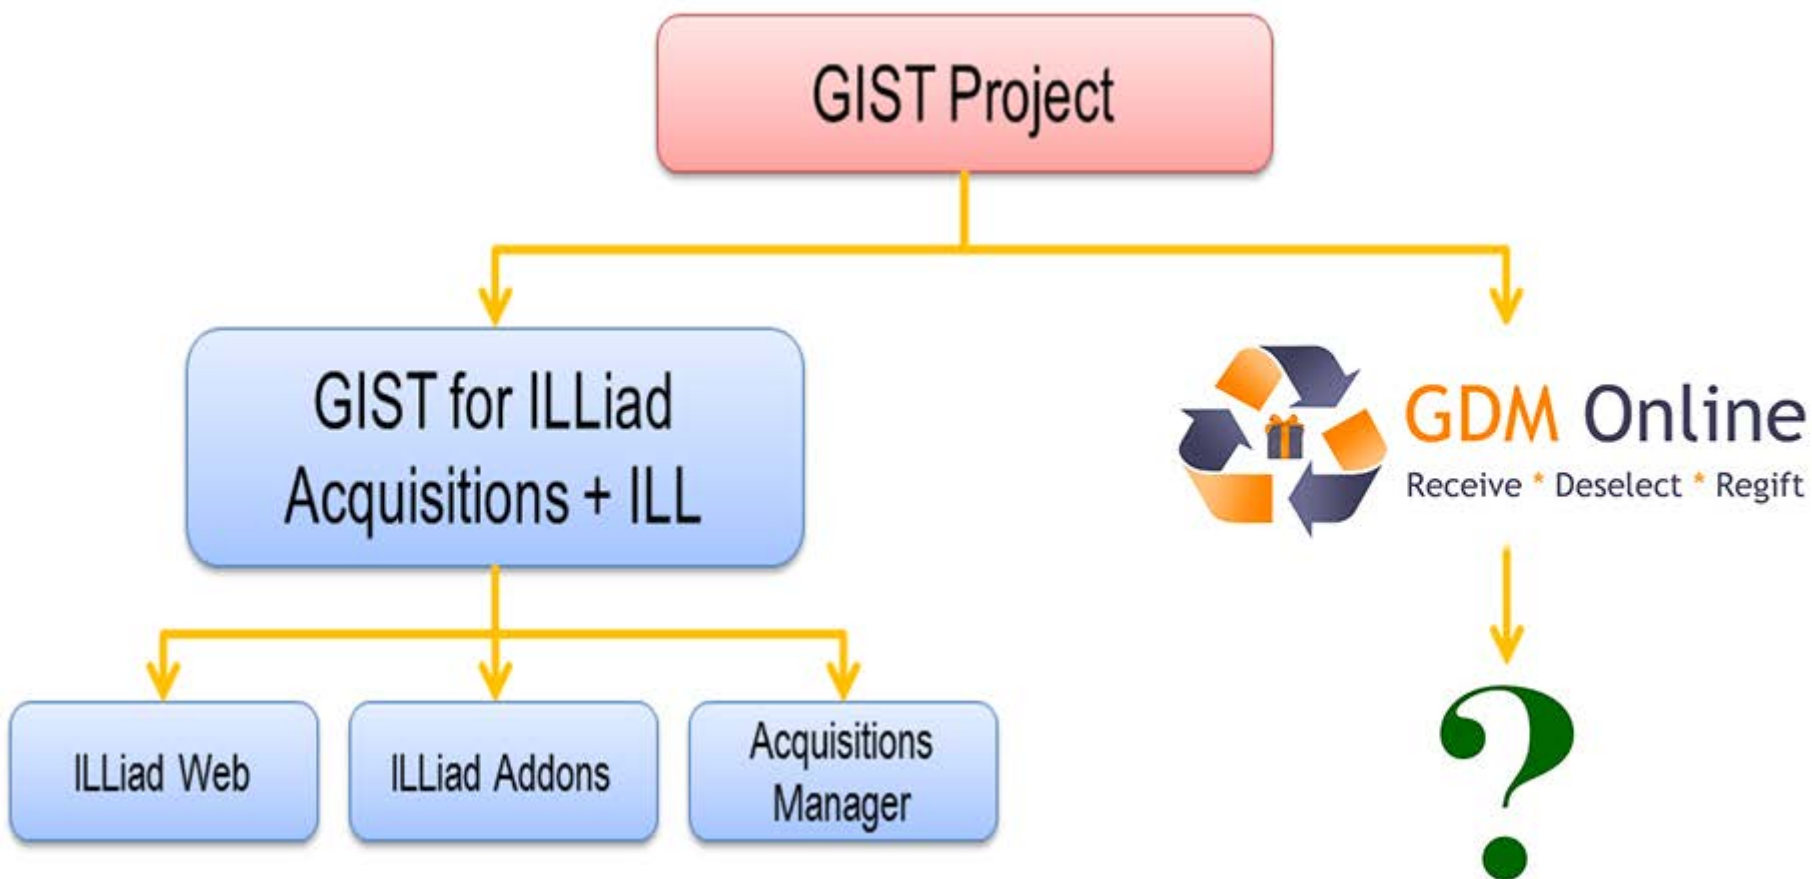 GIST Project
GIST for ILLiad
Acquisitions + ILL
GDM Online
Receive * Deselect * Regift
ILLiad Web
ILLiad Addons
Acquisitions
Manager
?